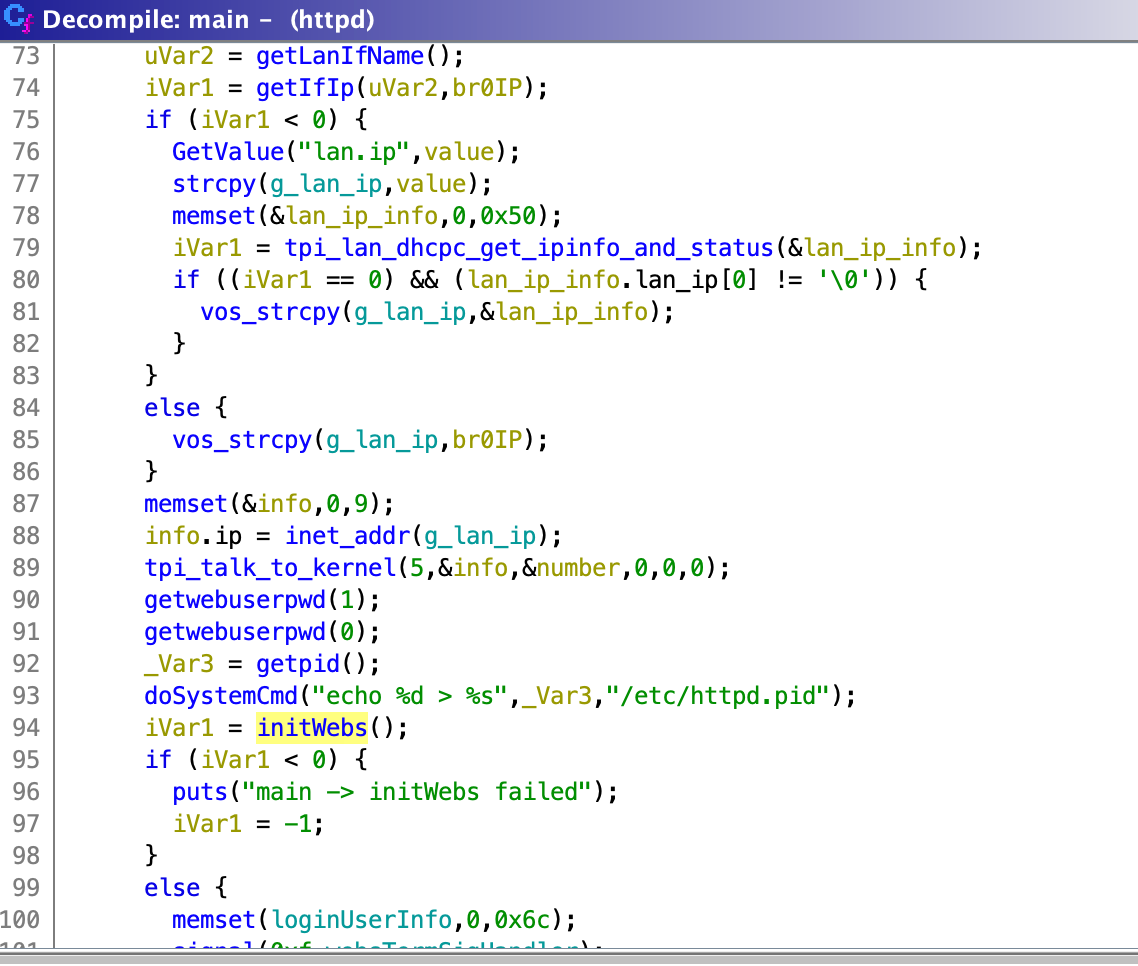 Decompile: main – (httpd)
73 uVar2 = getLanIfName();
74 iVar1 = getIfIp(uVar2,br0IP);
75 if (iVar1 < 0) {
76 GetValue("lan.ip",value);
77 strcpy(g_lan_ip,value);
78 memset(&lan_ip_info,0,0x50);
79 iVar1 = tpi_lan_dhcpc_get_ipinfo_and_status(&lan_ip_info);
80 if ((iVar1 == 0) && (lan_ip_info.lan_ip[0] != '\0')) {
81 vos_strcpy(g_lan_ip,&lan_ip_info);
82 }
83 }
84 else {
85 vos_strcpy(g_lan_ip,br0IP);
86 }
87 memset(&info,0,9);
88 info.ip = inet_addr(g_lan_ip);
89 tpi_talk_to_kernel(5,&info,&number,0,0,0);
90 getwebuserpwd(1);
91 getwebuserpwd(0);
92 _Var3 = getpid();
93 doSystemCmd("echo %d > %s",_Var3,"/etc/httpd.pid");
94 iVar1 = initWebs();
95 if (iVar1 < 0) {
96 puts("main -> initWebs failed");
97 iVar1 = -1;
98 }
99 else {
100 memset(loginUserInfo,0,0x6c);
101 signal(0xf,websTermSigHandler);